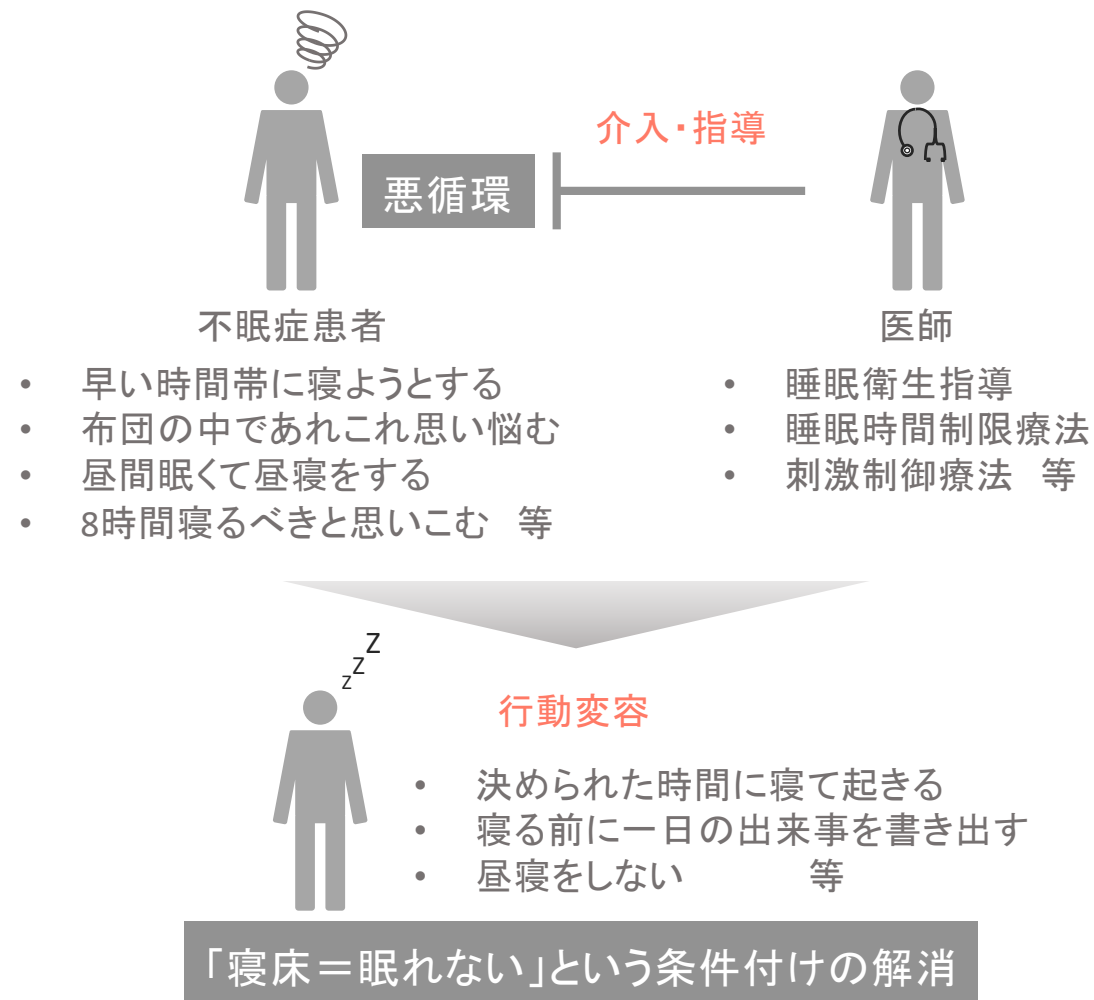 介入・指導
悪循環
不眠症患者
• 早い時間帯に寝ようとする
• 布団の中であれこれ思い悩む
• 昼間眠くて昼寝をする
• 8時間寝るべきと思いこむ 等
医師
• 睡眠衛生指導
• 睡眠時間制限療法
• 刺激制御療法 等
z z Z
行動変容
• 決められた時間に寝て起きる
• 寝る前に一日の出来事を書き出す
• 昼寝をしない 等
「寝床＝眠れない」という条件付けの解消